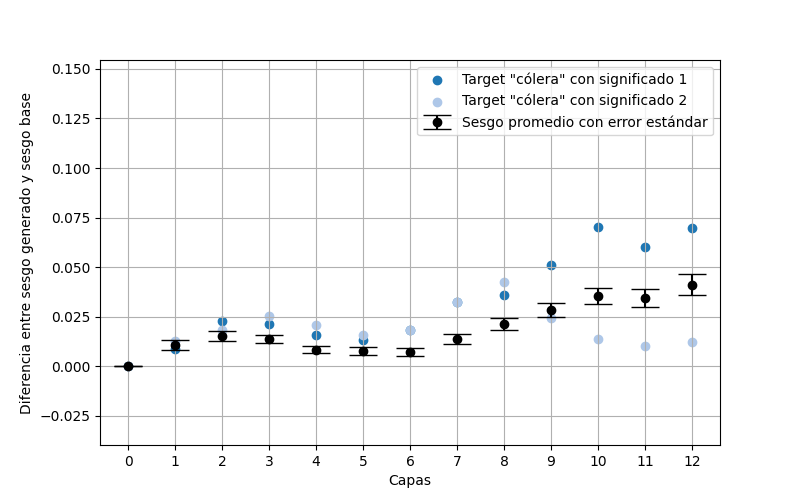 Diferencia entre sesgo generado y sesgo base
0.150
0.125
0.100
0.075
0.050
0.025
0.000
−0.025
Target "cólera" con significado 1
Target "cólera" con significado 2
Sesgo promedio con error estándar
0 1 2 3 4 5 6 7 8 9 10 11 12
Capas